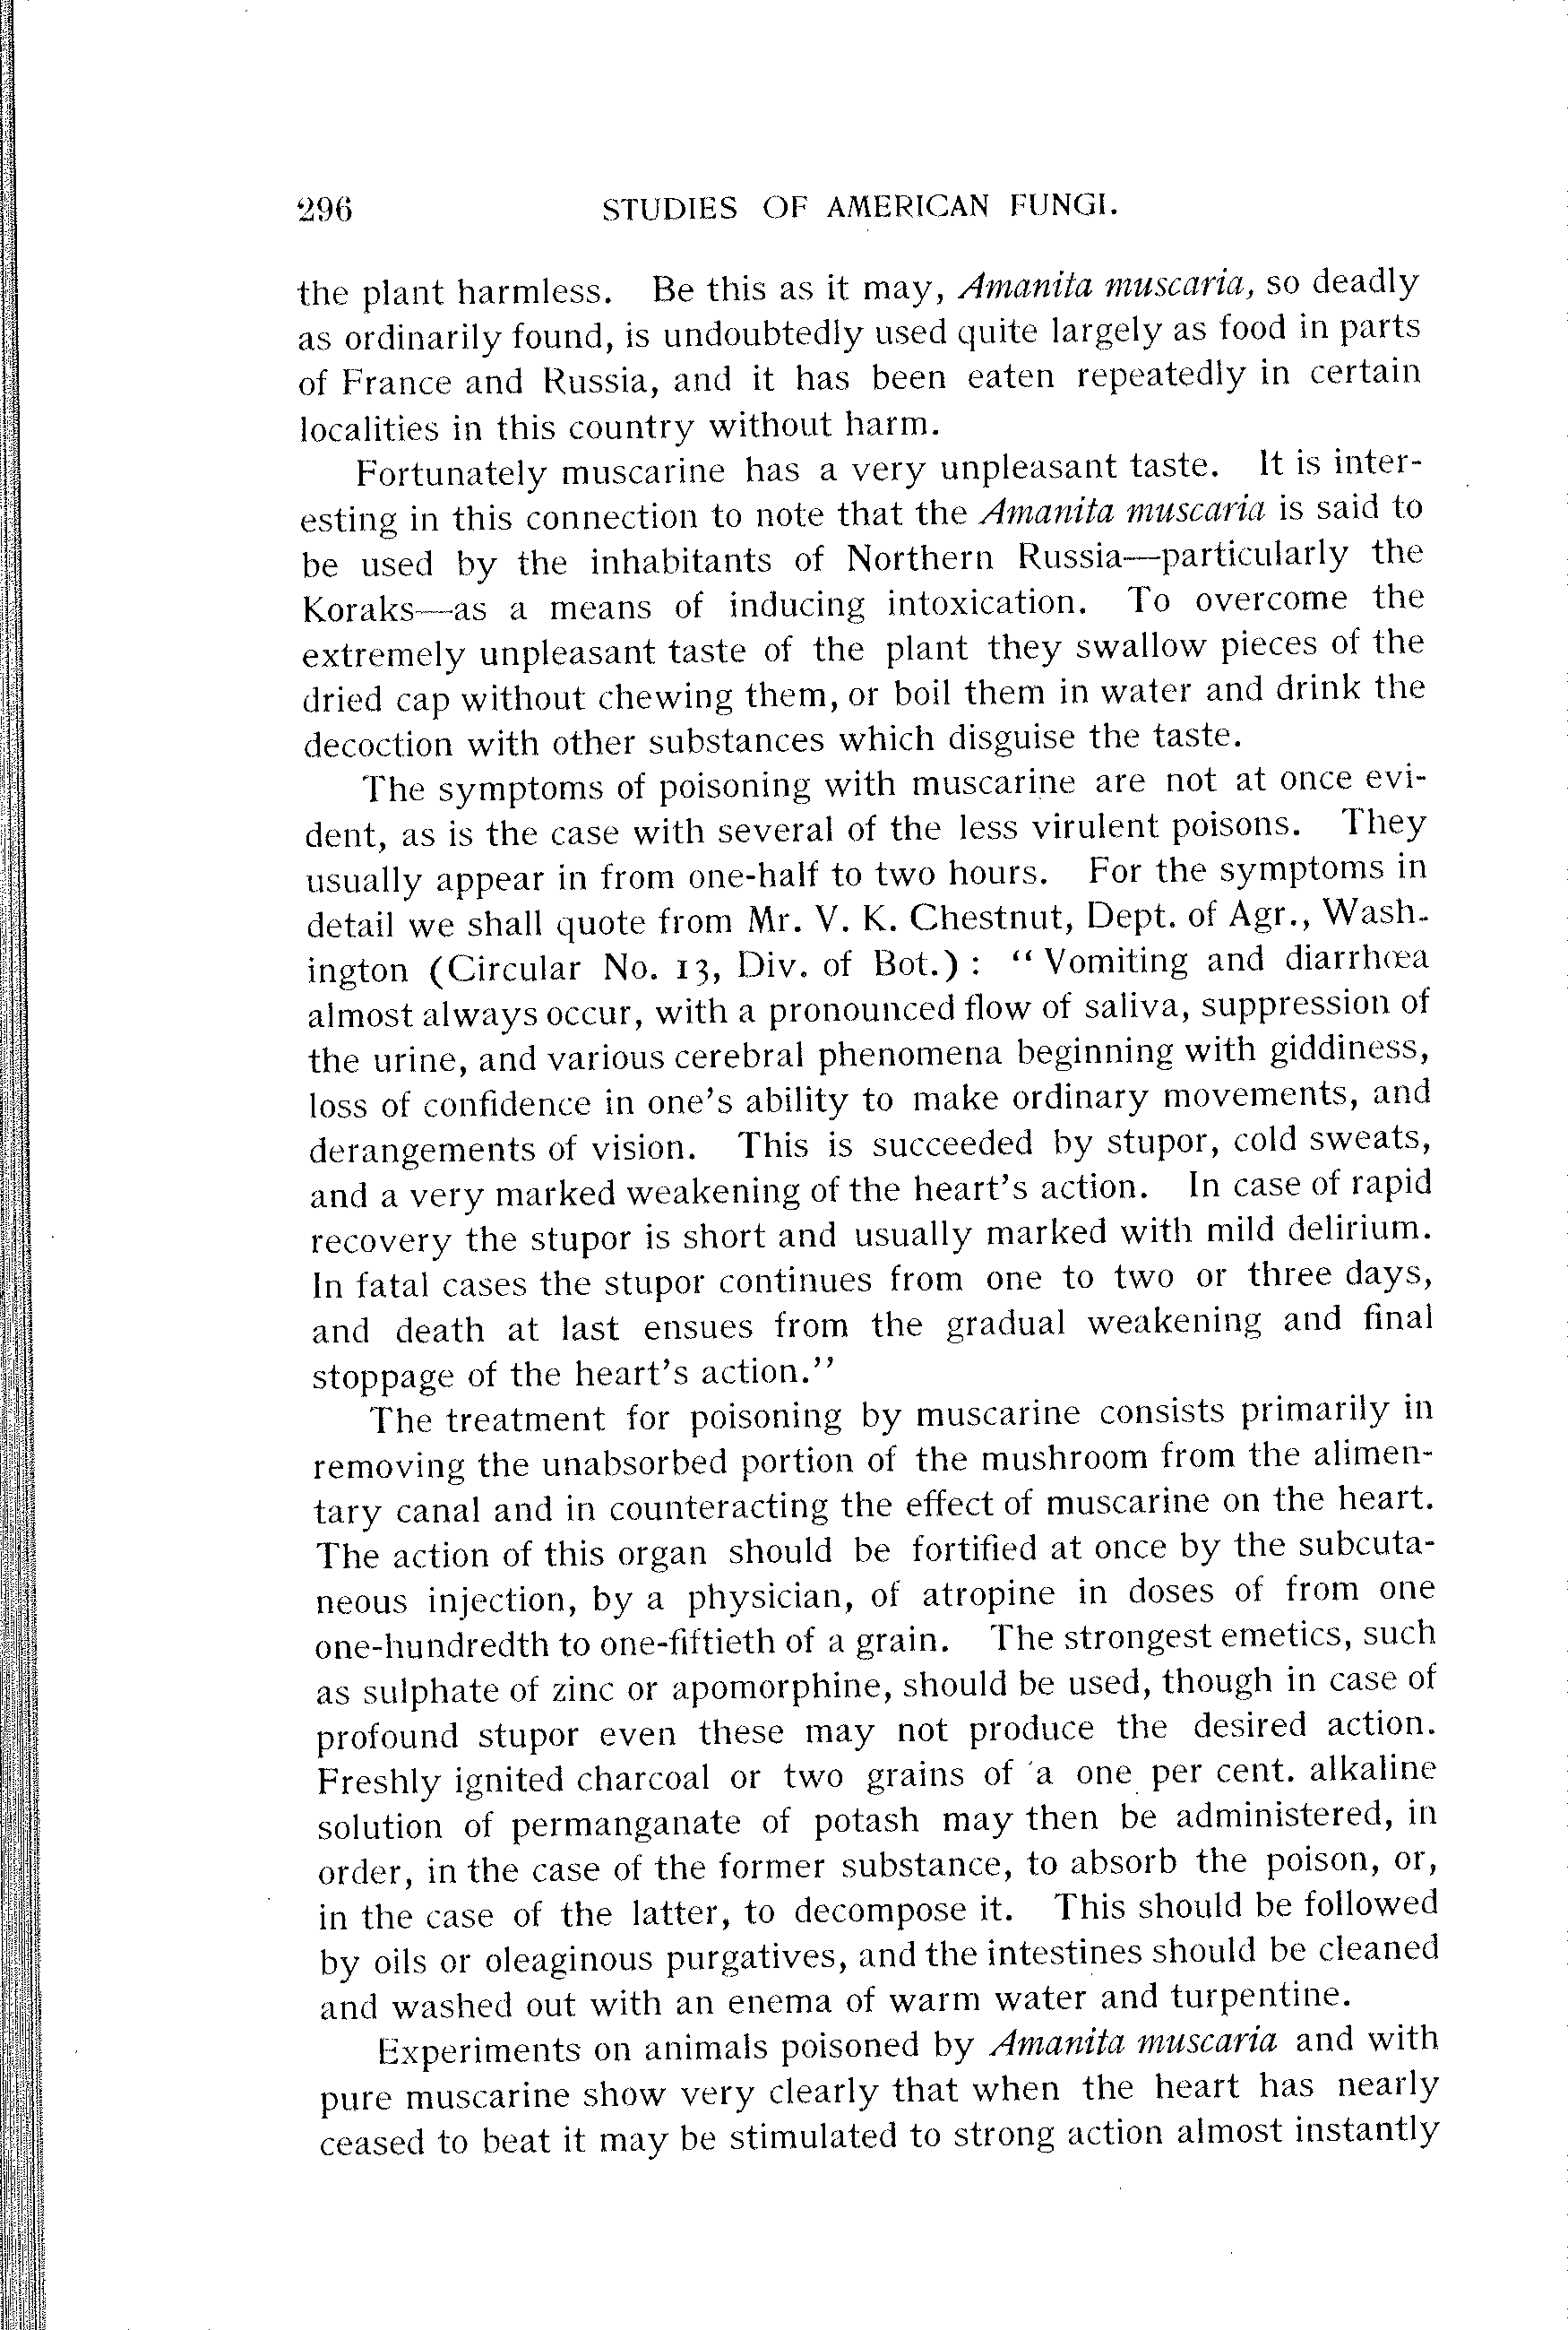 296 STUDIES OF AMERICAN FUNGI.
the plant harmless. Be this as it may, Amanita muscaria, so deadly
as ordinarily found, is undoubtedly used quite largely as food in parts
of France and Russia, and it has been eaten repeatedly in certain
localities in this country without harm.
Fortunately muscarine has a very unpleasant taste. It is inter-
esting in this connection to note that the Amanita muscaria is said to
be used by the inhabitants of Northern Russia—particularly the
Koraks—as a means of inducing intoxication. To overcome the
extremely unpleasant taste of the plant they swallow pieces of the
dried cap without chewing them, or boil them in water and drink the
decoction with other substances which disguise the taste.
The symptoms of poisoning with muscarine are not at once evi-
dent, as is the case with several of the less virulent poisons. They
usually appear in from one-half to two hours. For the symptoms in
detail we shall quote from Mr. V. K. Chestnut, Dept. of Agr., Wash-
ington (Circular No. 13, Div. of Bot.) : “ Vomiting and diarrhœa
almost always occur, with a pronounced flow of saliva, suppression of
the urine, and various cerebral phenomena beginning with giddiness,
loss of confidence in one's ability to make ordinary movements, and
derangements of vision. This is succeeded by stupor, cold sweats,
and a very marked weakening of the heart's action. In case of rapid
recovery the stupor is short and usually marked with mild delirium.
In fatal cases the stupor continues from one to two or three days,
and death at last ensues from the gradual weakening and final
stoppage of the heart's action.”
The treatment for poisoning by muscarine consists primarily in
removing the unabsorbed portion of the mushroom from the alimen-
tary canal and in counteracting the effect of muscarine on the heart.
The action of this organ should be fortified at once by the subcuta-
neous injection, by a physician, of atropine in doses of from one
one-hundredth to one-fiftieth of a grain. The strongest emetics, such
as sulphate of zinc or apomorphine, should be used, though in case of
profound stupor even these may not produce the desired action.
Freshly ignited charcoal or two grains of a one per cent. alkaline
solution of permanganate of potash may then be administered, in
order, in the case of the former substance, to absorb the poison, or,
in the case of the latter, to decompose it. This should be followed
by oils or oleaginous purgatives, and the intestines should be cleaned
and washed out with an enema of warm water and turpentine.
Experiments on animals poisoned by Amanita muscaria and with
pure muscarine show very clearly that when the heart has nearly
ceased to beat it may be stimulated to strong action almost instantly